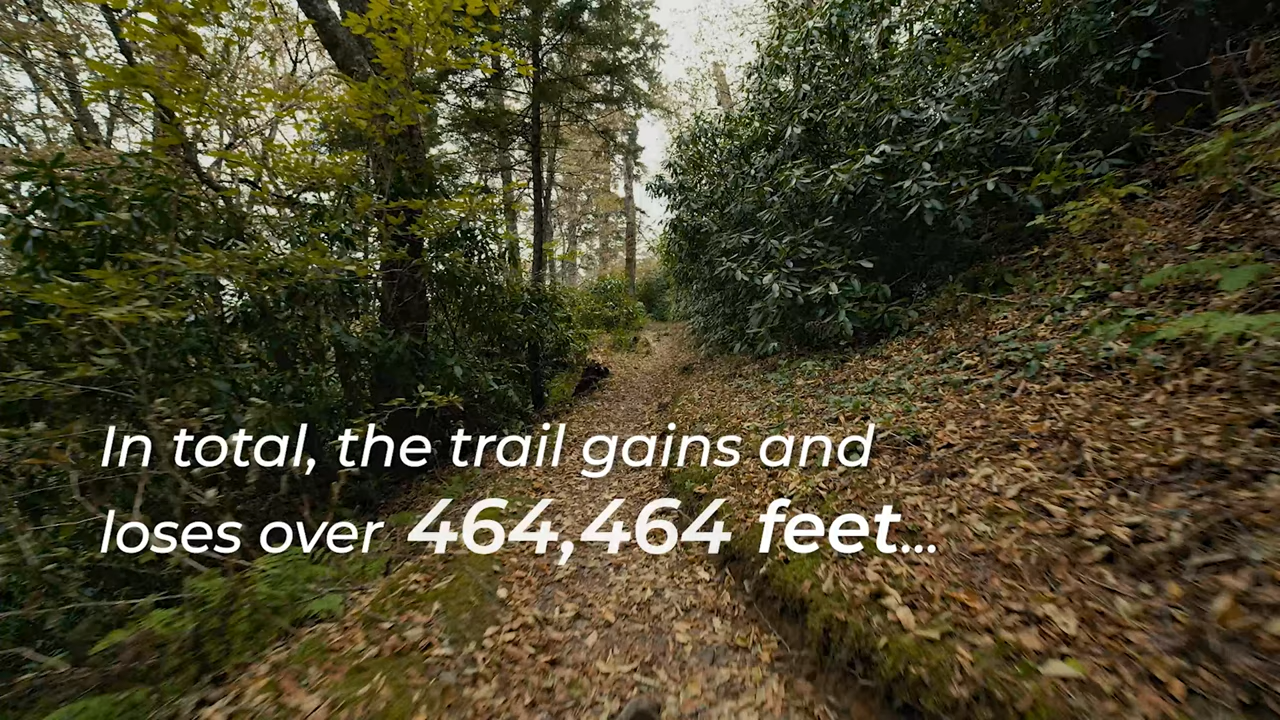 In total, the trail gains and
loses over 464,464 feet...